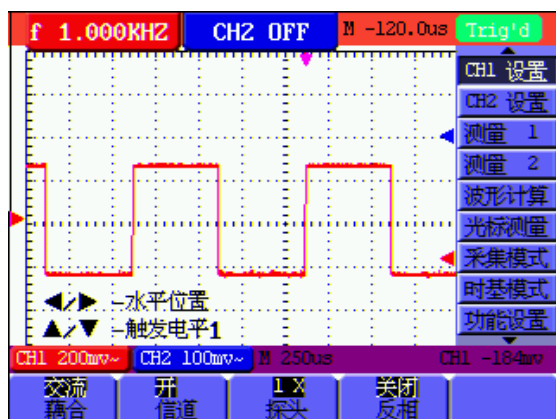 f 1.000KHZ CH2 OFF M -120.0us Trig'd
CH1 设置
CH2 设置
测量 1
测量 2
波形计算
光标测量
采集模式
时基模式
功能设置
◀/▶ -水平位置
▲/▼ -触发电平1
CH1 200mv~ CH2 100mv~ M 250us CH1 -184mv
交流 开 1 X 关闭
藕合 信道 探头 反相